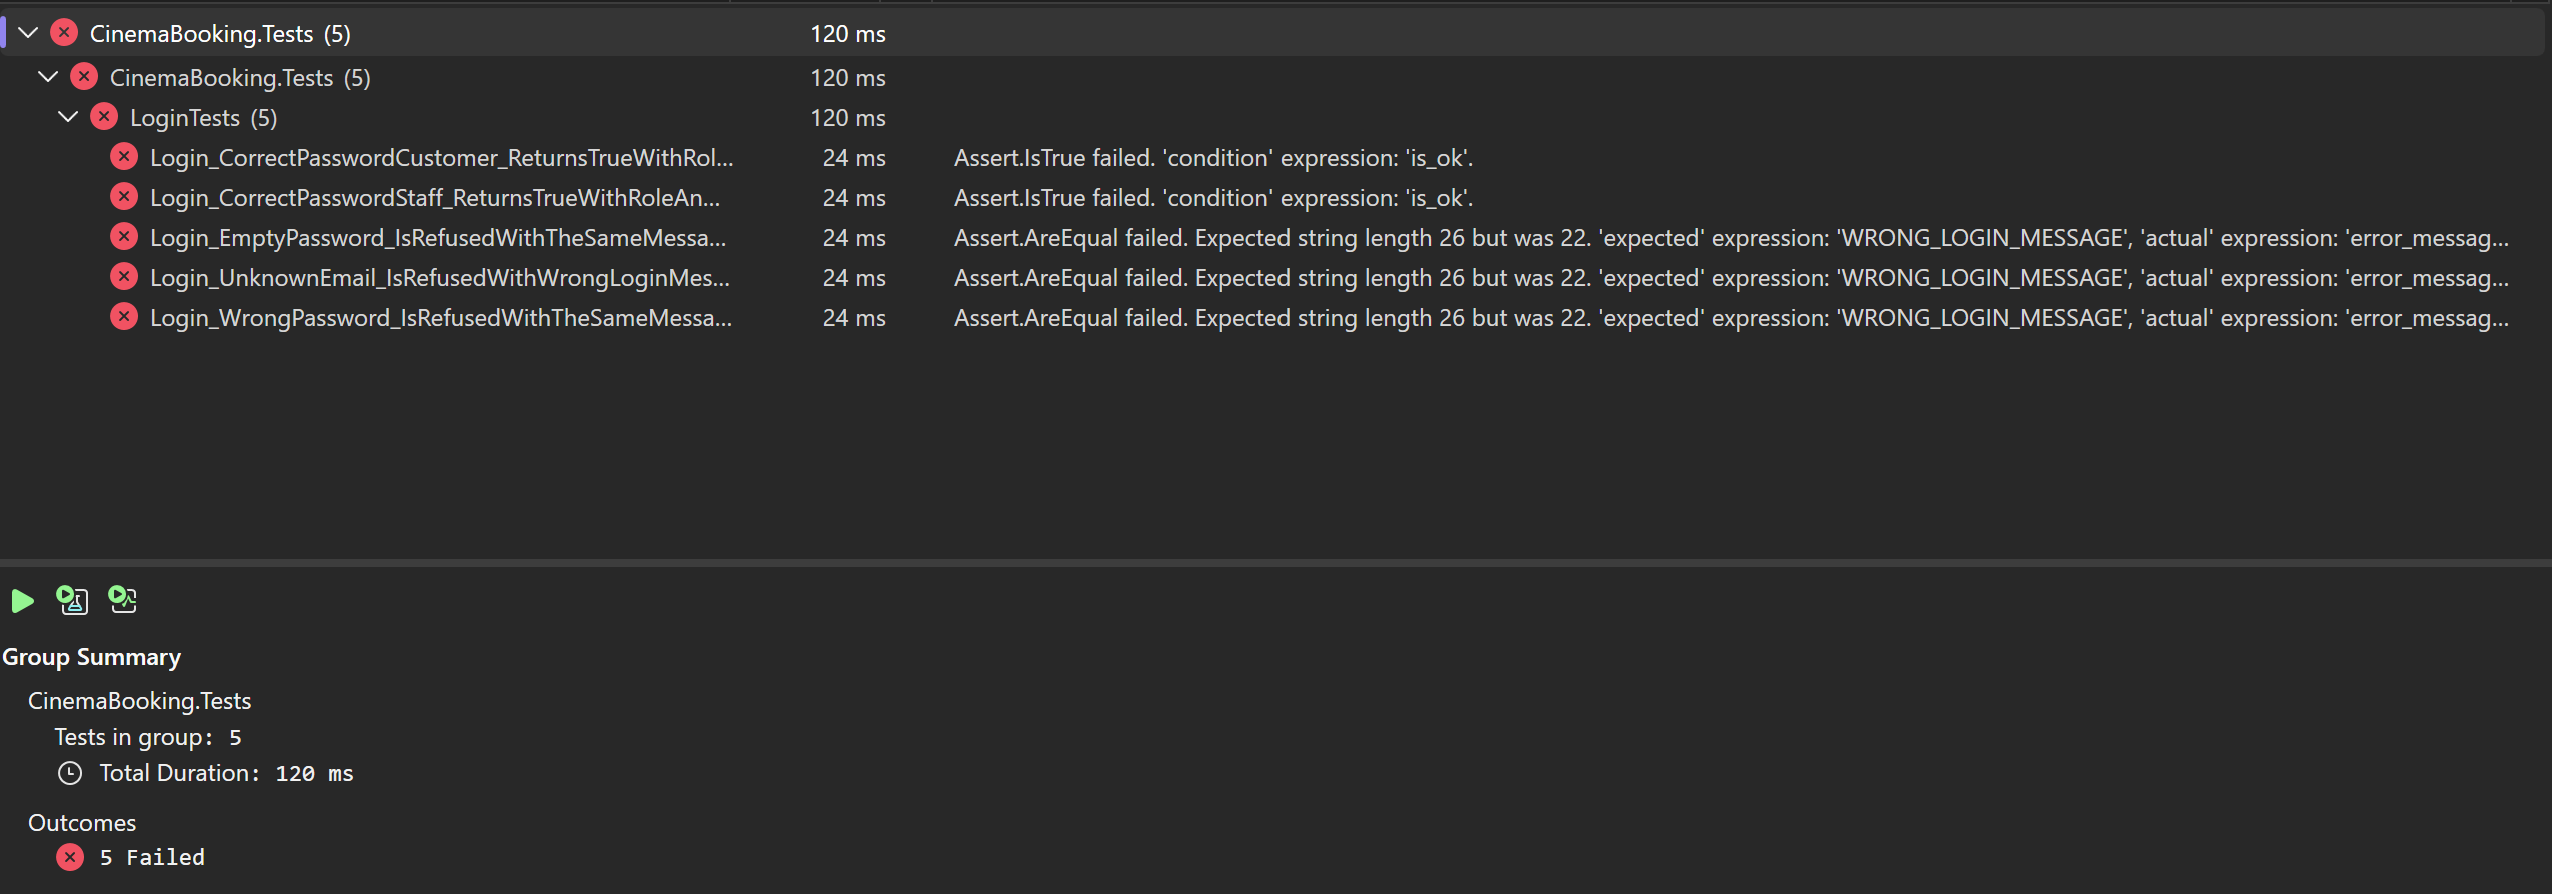 CinemaBooking.Tests (5) 120 ms
CinemaBooking.Tests (5) 120 ms
LoginTests (5) 120 ms
Login_CorrectPasswordCustomer_ReturnsTrueWithRol... 24 ms Assert.IsTrue failed. 'condition' expression: 'is_ok'.
Login_CorrectPasswordStaff_ReturnsTrueWithRoleAn... 24 ms Assert.IsTrue failed. 'condition' expression: 'is_ok'.
Login_EmptyPassword_IsRefusedWithTheSameMessa... 24 ms Assert.AreEqual failed. Expected string length 26 but was 22. 'expected' expression: 'WRONG_LOGIN_MESSAGE', 'actual' expression: 'error_messag...
Login_UnknownEmail_IsRefusedWithWrongLoginMes... 24 ms Assert.AreEqual failed. Expected string length 26 but was 22. 'expected' expression: 'WRONG_LOGIN_MESSAGE', 'actual' expression: 'error_messag...
Login_WrongPassword_IsRefusedWithTheSameMessa... 24 ms Assert.AreEqual failed. Expected string length 26 but was 22. 'expected' expression: 'WRONG_LOGIN_MESSAGE', 'actual' expression: 'error_messag...
Group Summary
CinemaBooking.Tests
Tests in group: 5
Total Duration: 120 ms
Outcomes
5 Failed